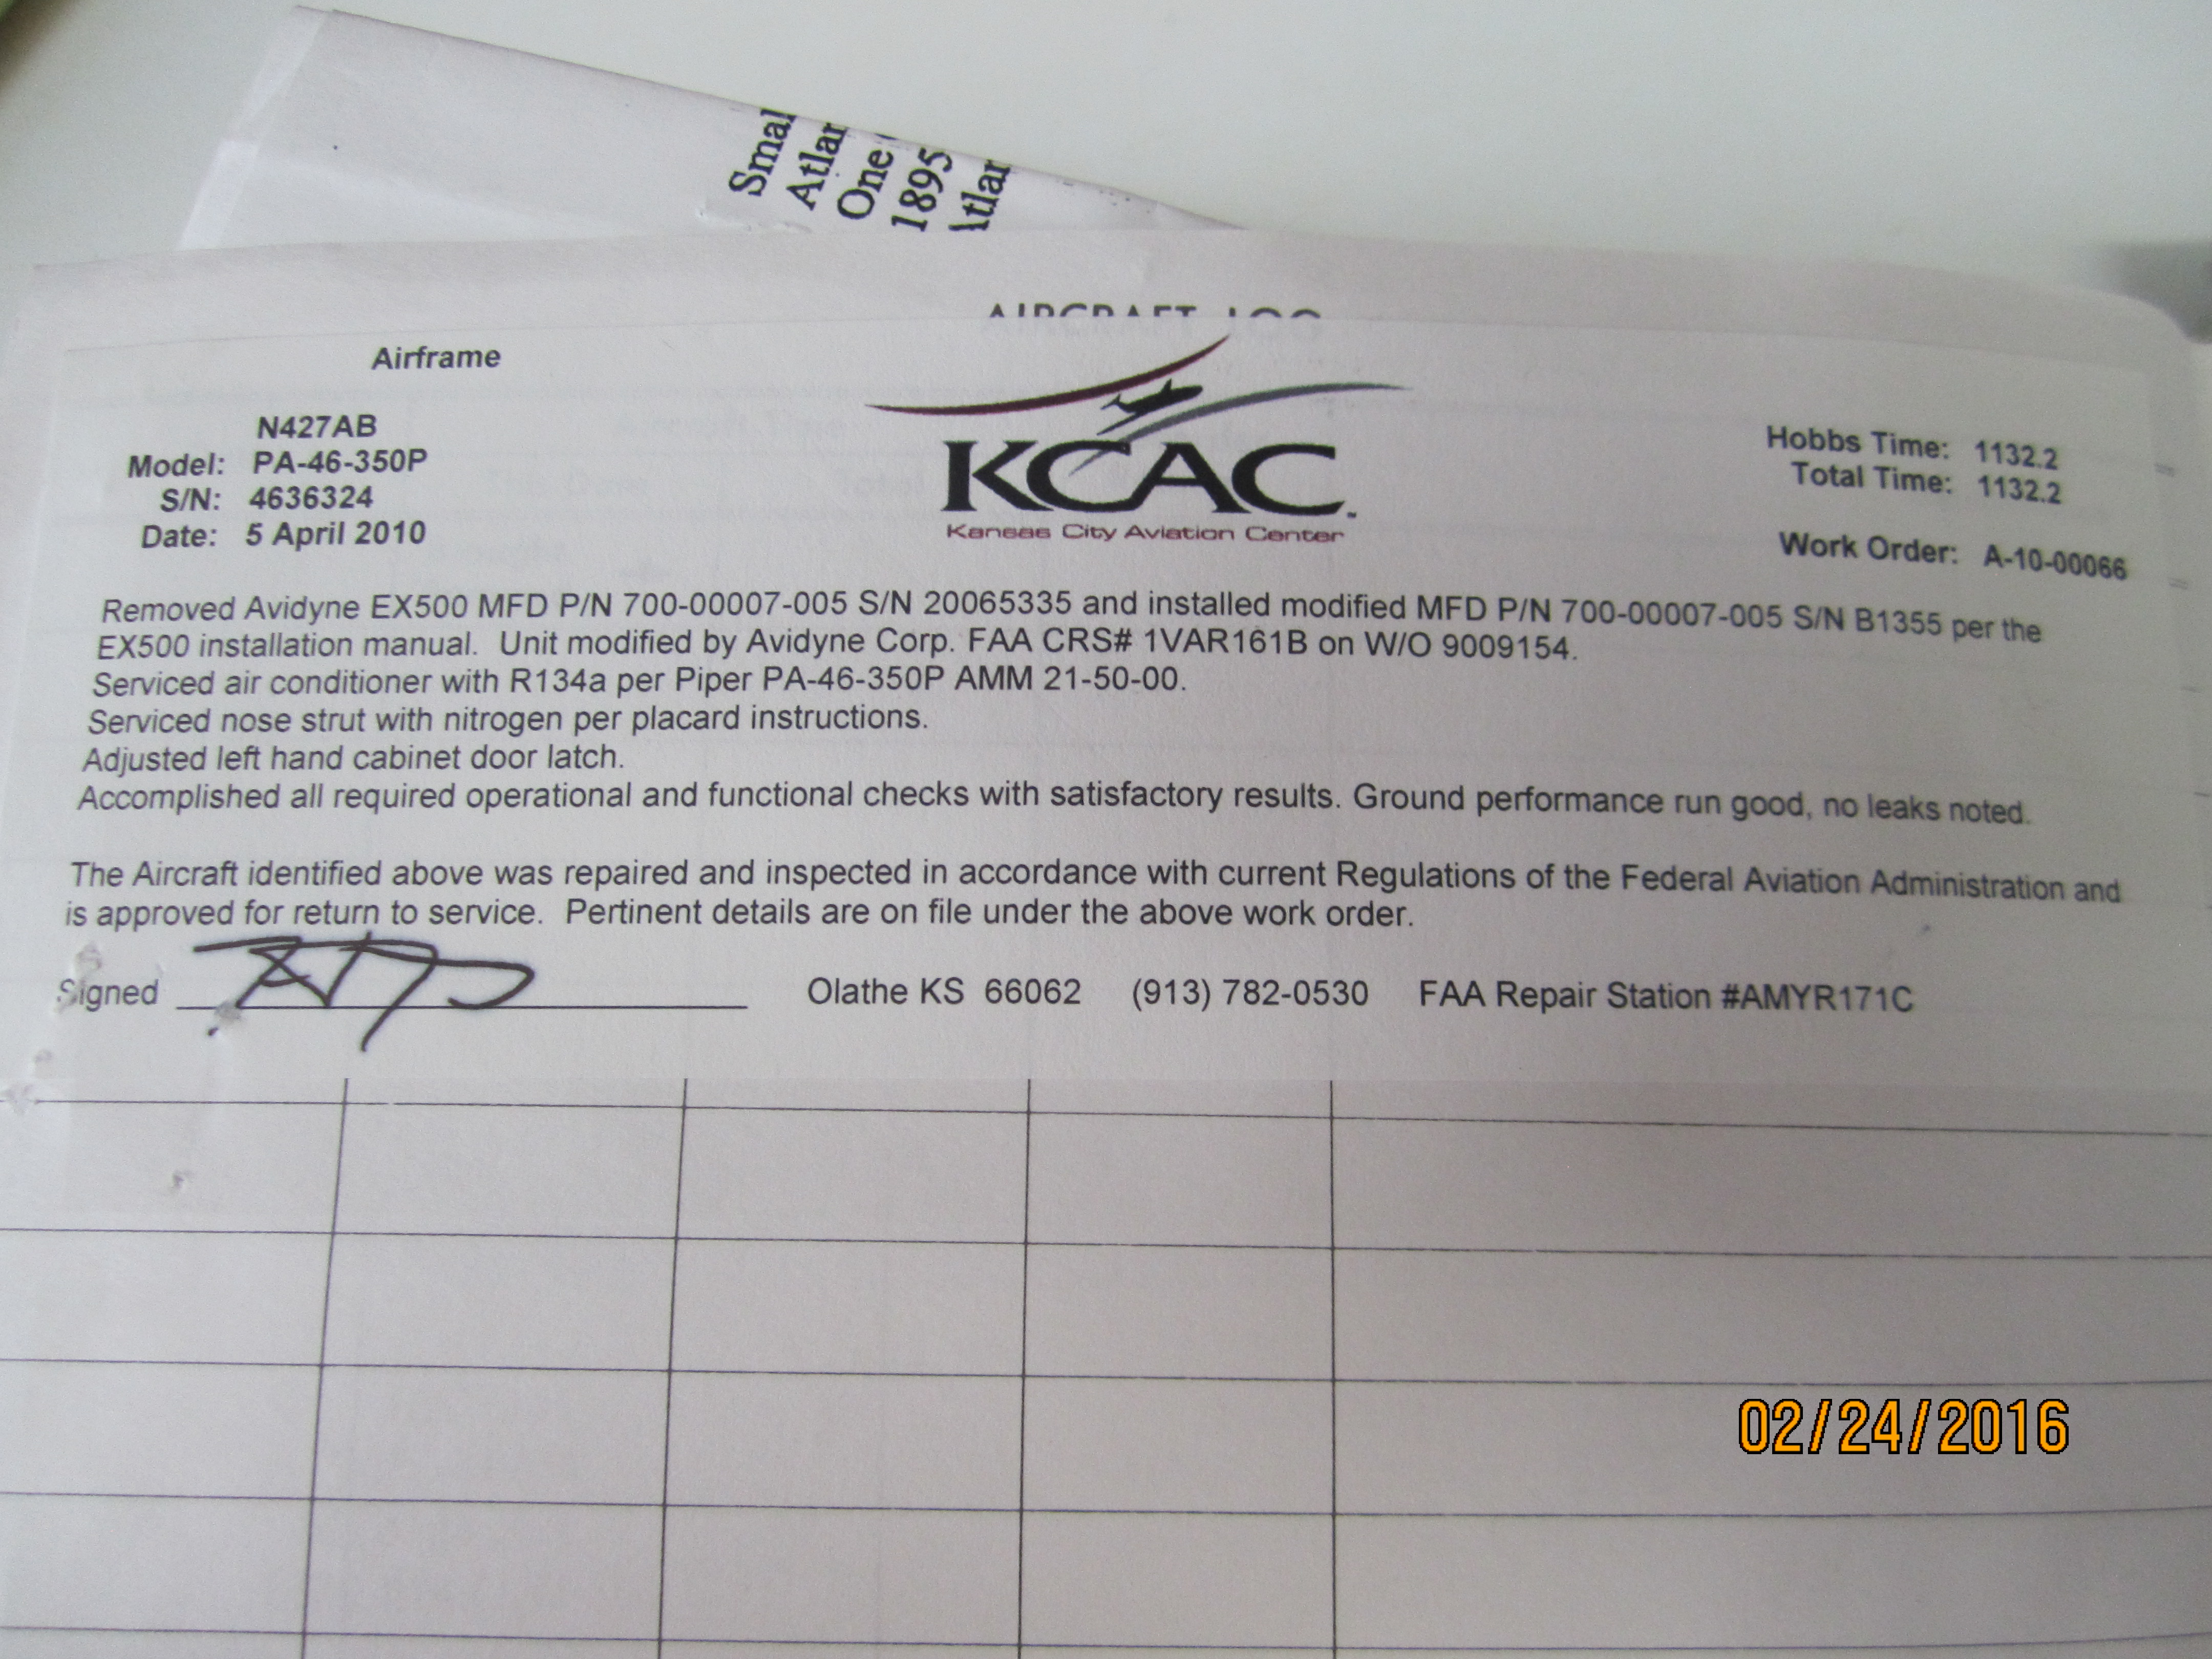 Smal
Atlar
One
1895
Atlar
AIRCRAFT LOG
Airframe
N427AB
Model: PA-46-350P
S/N: 4636324
Date: 5 April 2010
KCAC
Kansas City Aviation Center
Hobbs Time: 1132.2
Total Time: 1132.2
Work Order: A-10-00066
Removed Avidyne EX500 MFD P/N 700-00007-005 S/N 20065335 and installed modified MFD P/N 700-00007-005 S/N B1355 per the
EX500 installation manual. Unit modified by Avidyne Corp. FAA CRS# 1VAR161B on W/O 9009154.
Serviced air conditioner with R134a per Piper PA-46-350P AMM 21-50-00.
Serviced nose strut with nitrogen per placard instructions.
Adjusted left hand cabinet door latch.
Accomplished all required operational and functional checks with satisfactory results. Ground performance run good, no leaks noted.
The Aircraft identified above was repaired and inspected in accordance with current Regulations of the Federal Aviation Administration and
is approved for return to service. Pertinent details are on file under the above work order.
Signed Olathe KS 66062 (913) 782-0530 FAA Repair Station #AMYR171C
02/24/2016